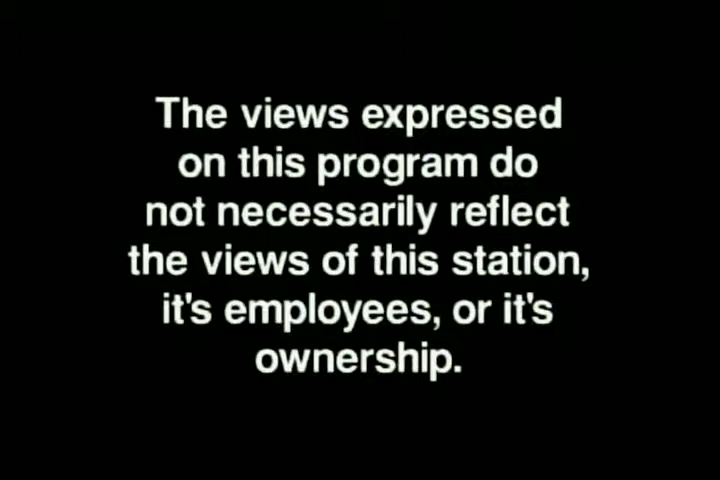 The views expressed
on this program do
not necessarily reflect
the views of this station,
it's employees, or it's
ownership.